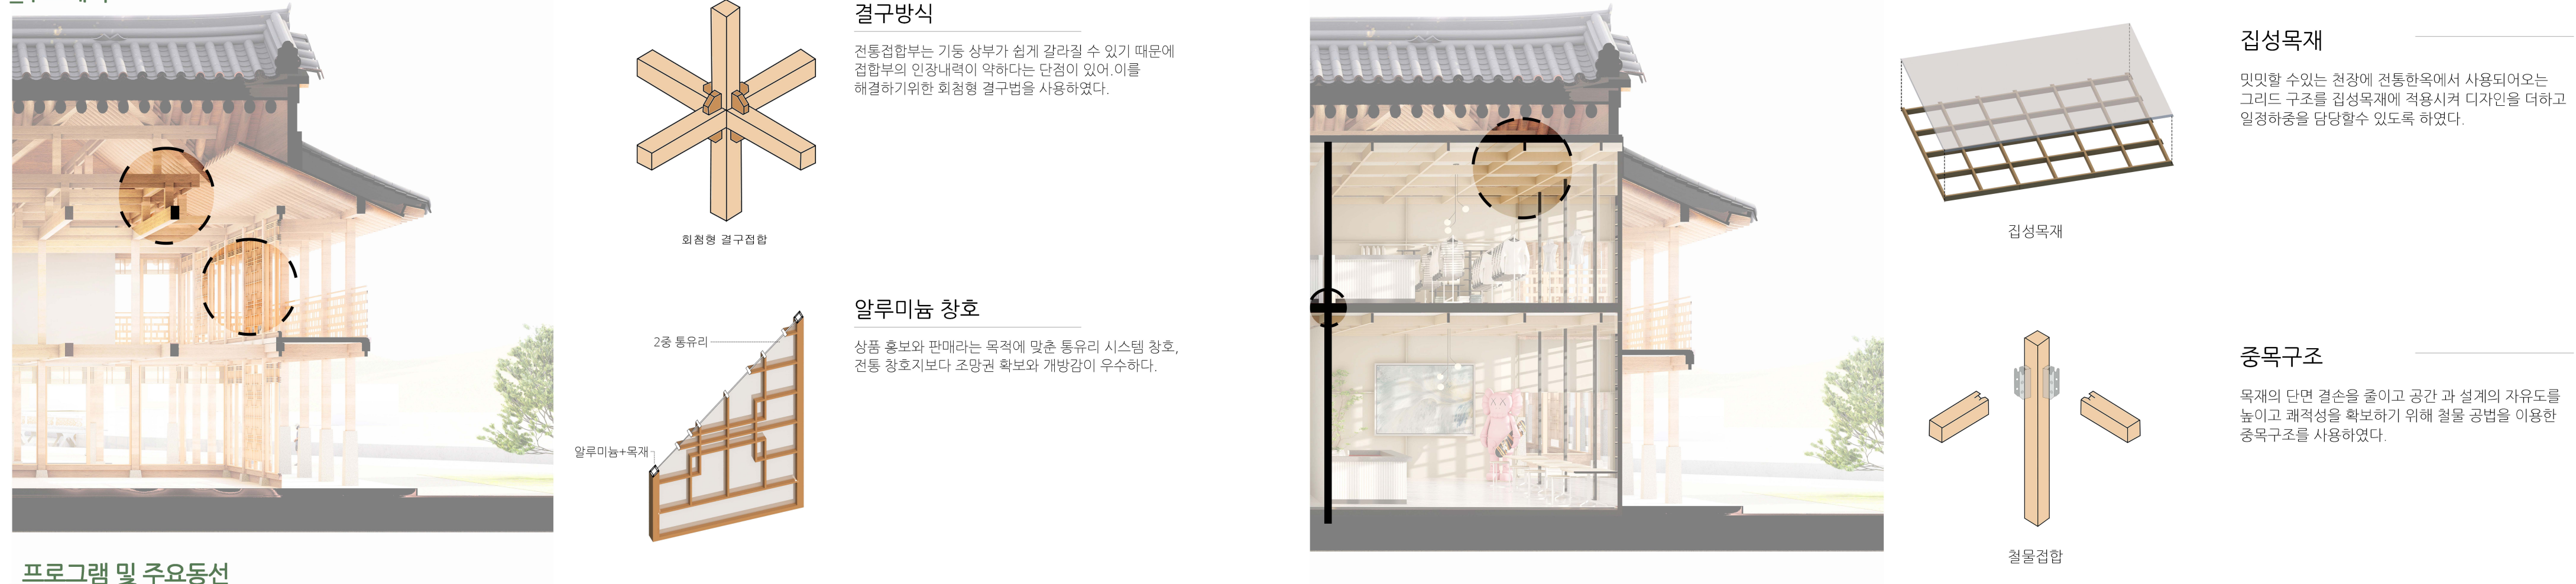 결구방식
전통접합부는 기둥 상부가 쉽게 갈라질 수 있기 때문에
접합부의 인장내력이 약하다는 단점이 있어.이를
해결하기위한 회첨형 결구법을 사용하였다.
회첨형 결구접합
알루미늄 창호
상품 홍보와 판매라는 목적에 맞춘 통유리 시스템 창호,
전통 창호지보다 조망권 확보와 개방감이 우수하다.
2중 통유리
알루미늄+목재
집성목재
밋밋할 수있는 천장에 전통한옥에서 사용되어오는
그리드 구조를 집성목재에 적용시켜 디자인을 더하고
일정하중을 담당할수 있도록 하였다.
집성목재
중목구조
목재의 단면 결손을 줄이고 공간 과 설계의 자유도를
높이고 쾌적성을 확보하기 위해 철물 공법을 이용한
중목구조를 사용하였다.
철물접합
프로그램 및 주요동선